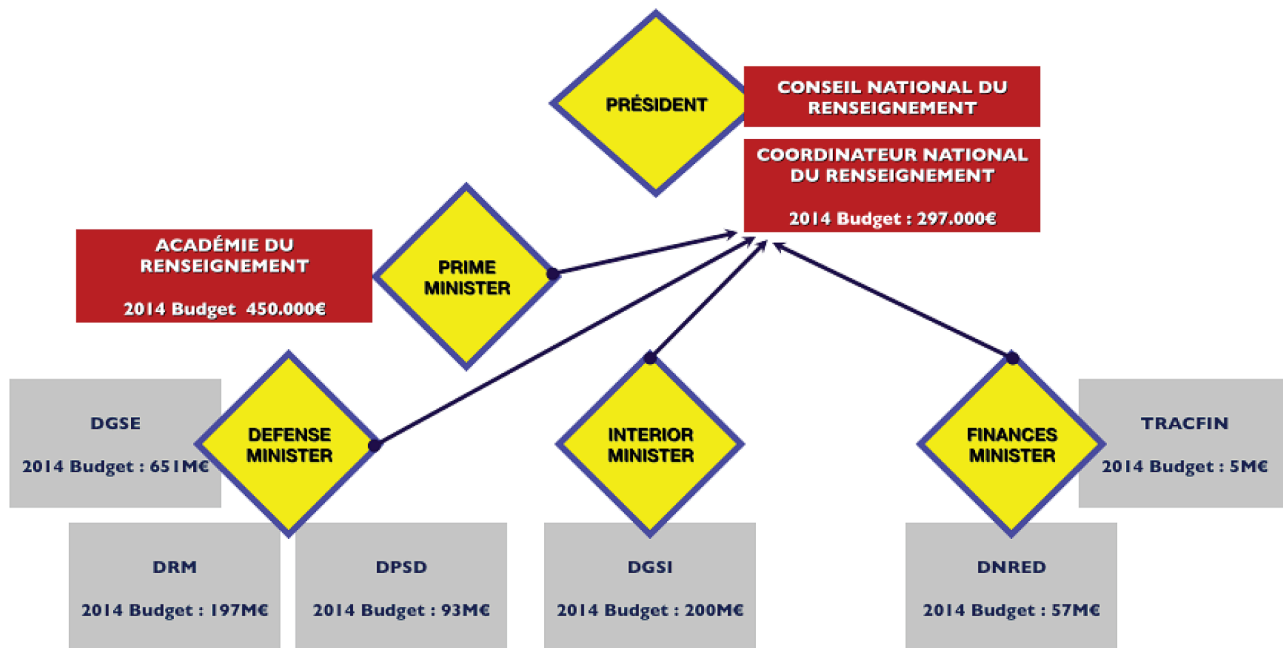 PRÉSIDENT
CONSEIL NATIONAL DU
RENSEIGNEMENT
COORDINATEUR NATIONAL
DU RENSEIGNEMENT
2014 Budget : 297.000€
ACADÉMIE DU
RENSEIGNEMENT
2014 Budget 450.000€
PRIME
MINISTER
DGSE
2014 Budget : 651M€
DEFENSE
MINISTER
INTERIOR
MINISTER
FINANCES
MINISTER
TRACFIN
2014 Budget : 5M€
DRM
2014 Budget : 197M€
DPSD
2014 Budget : 93M€
DGSI
2014 Budget : 200M€
DNRED
2014 Budget : 57M€